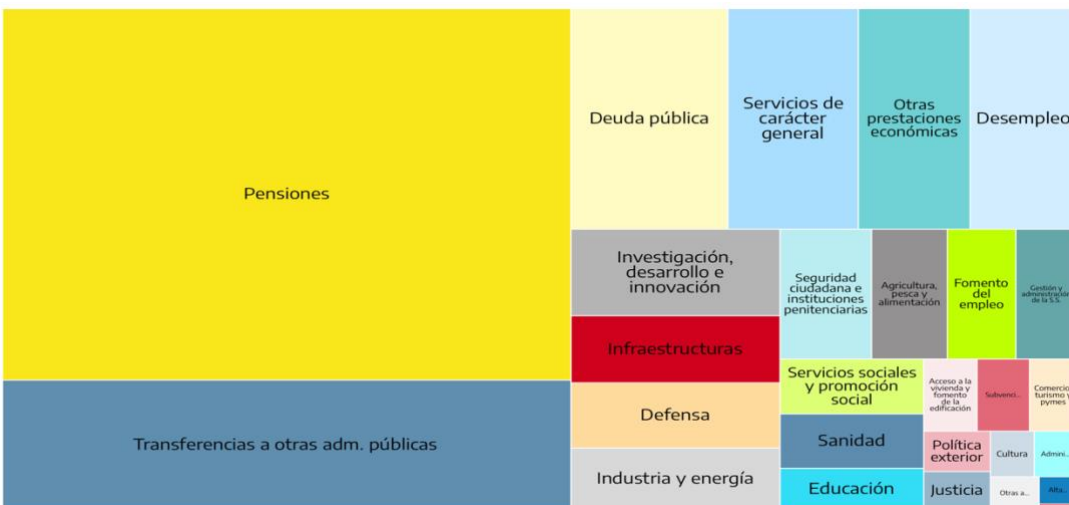 Pensiones
Transferencias a otras adm. públicas
Deuda pública
Servicios de
carácter
general
Otras
prestaciones
económicas
Desempleo
Investigación,
desarrollo e
innovación
Infraestructuras
Defensa
Industria y energía
Seguridad
ciudadana e
instituciones
penitenciarias
Agricultura,
pesca y
alimentación
Fomento
del
empleo
Gestión y
administración
de la S.S.
Servicios sociales
y promoción
social
Sanidad
Educación
Acceso a la
vivienda y
fomento
de la
edificación
Subvenci...
Comercio,
turismo y
pymes
Política
exterior
Cultura
Admini...
Justicia
Otras a...
Alta...